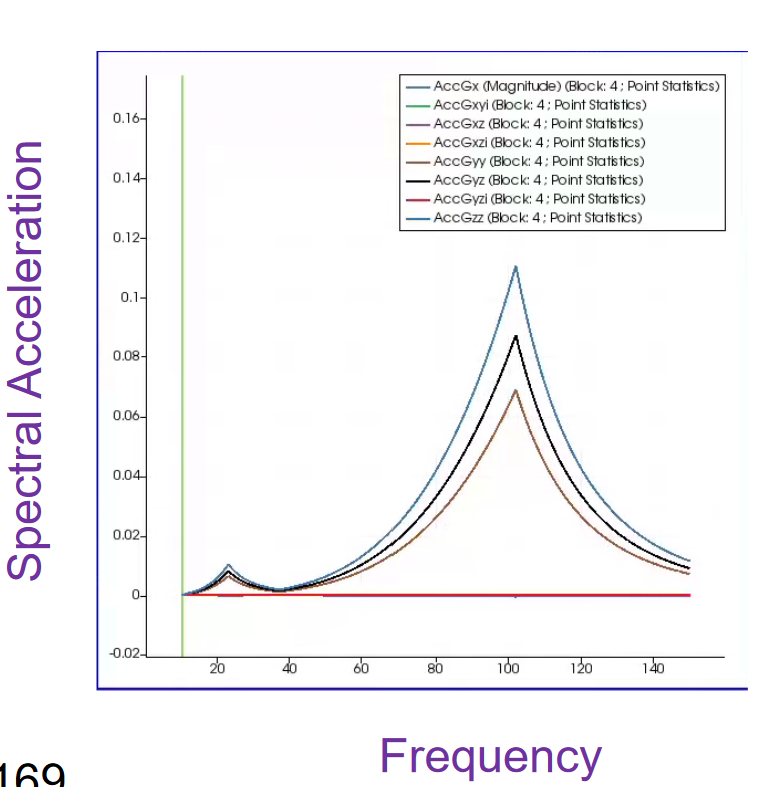 Spectral Acceleration
AccGx (Magnitude) (Block: 4 ; Point Statistics)
AccGxyi (Block: 4 ; Point Statistics)
AccGxz (Block: 4 ; Point Statistics)
AccGxzi (Block: 4 ; Point Statistics)
AccGyy (Block: 4 ; Point Statistics)
AccGyz (Block: 4 ; Point Statistics)
AccGyzi (Block: 4 ; Point Statistics)
AccGzz (Block: 4 ; Point Statistics)
0.16
0.14
0.12
0.1
0.08
0.06
0.04
0.02
0
-0.02
20 40 60 80 100 120 140
Frequency
169